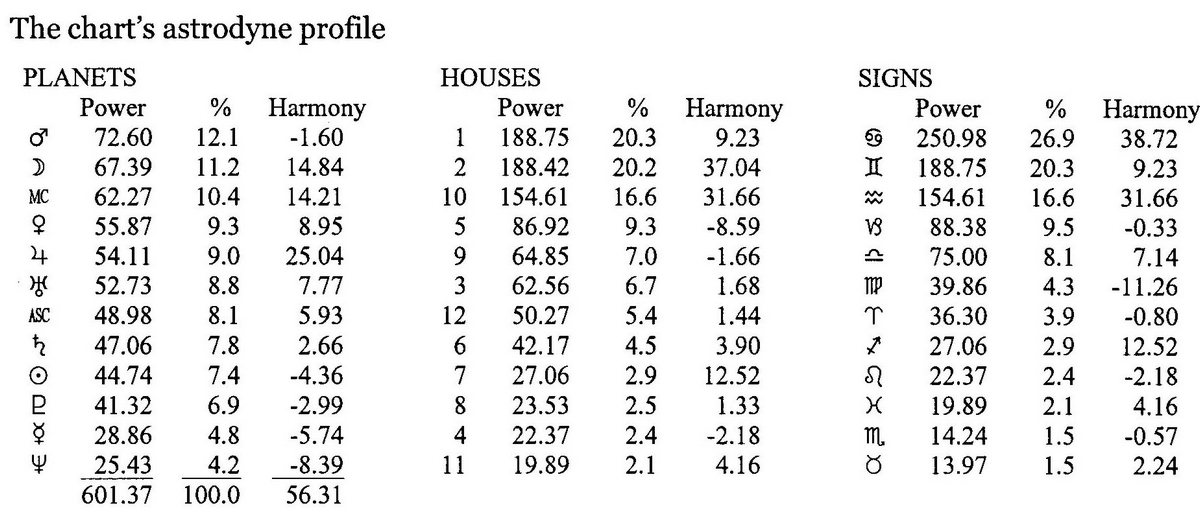 The chart's astrodyne profile
PLANETS HOUSES SIGNS
Power % Harmony Power % Harmony Power % Harmony
♂ 72.60 12.1 -1.60 1 188.75 20.3 9.23 ♋ 250.98 26.9 38.72
☽ 67.39 11.2 14.84 2 188.42 20.2 37.04 ♊ 188.75 20.3 9.23
MC 62.27 10.4 14.21 10 154.61 16.6 31.66 ♒ 154.61 16.6 31.66
♀ 55.87 9.3 8.95 5 86.92 9.3 -8.59 ♑ 88.38 9.5 -0.33
♃ 54.11 9.0 25.04 9 64.85 7.0 -1.66 ♎ 75.00 8.1 7.14
♅ 52.73 8.8 7.77 3 62.56 6.7 1.68 ♍ 39.86 4.3 -11.26
ASC 48.98 8.1 5.93 12 50.27 5.4 1.44 ♈ 36.30 3.9 -0.80
♄ 47.06 7.8 2.66 6 42.17 4.5 3.90 ♐ 27.06 2.9 12.52
☉ 44.74 7.4 -4.36 7 27.06 2.9 12.52 ♌ 22.37 2.4 -2.18
♇ 41.32 6.9 -2.99 8 23.53 2.5 1.33 ♓ 19.89 2.1 4.16
☿ 28.86 4.8 -5.74 4 22.37 2.4 -2.18 ♏ 14.24 1.5 -0.57
♆ 25.43 4.2 -8.39 11 19.89 2.1 4.16 ♉ 13.97 1.5 2.24
601.37 100.0 56.31